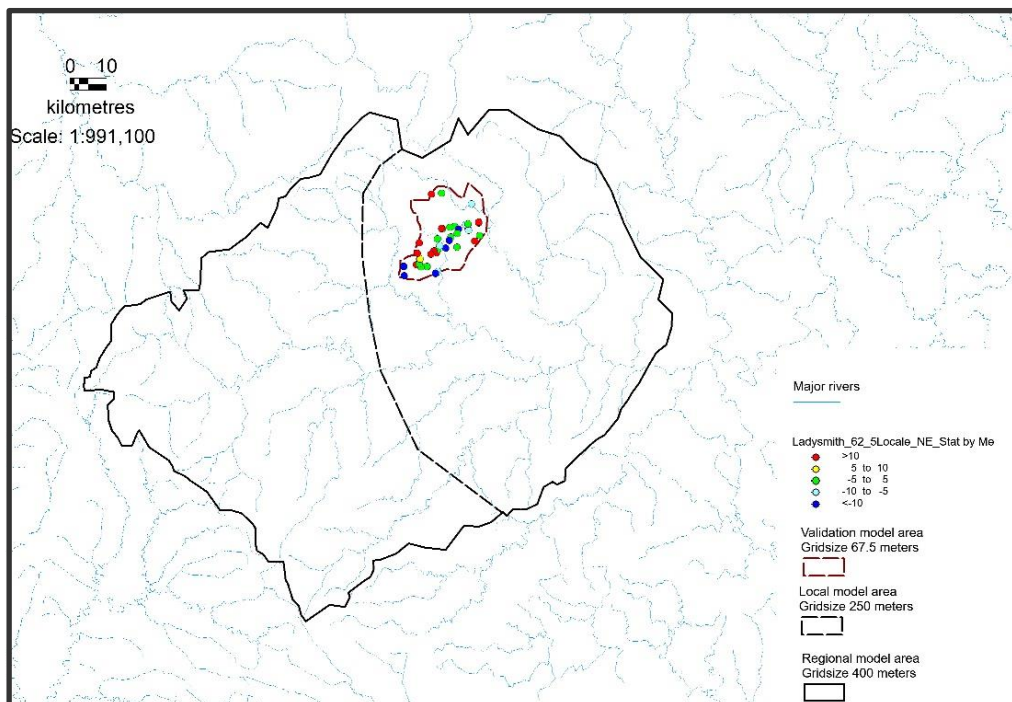 0 10
kilometres
Scale: 1:991,100
Major rivers
Ladysmith_62_5Locale_NE_Stat by Me
>10
5 to 10
-5 to 5
-10 to -5
<-10
Validation model area
Gridsize 67.5 meters
Local model area
Gridsize 250 meters
Regional model area
Gridsize 400 meters